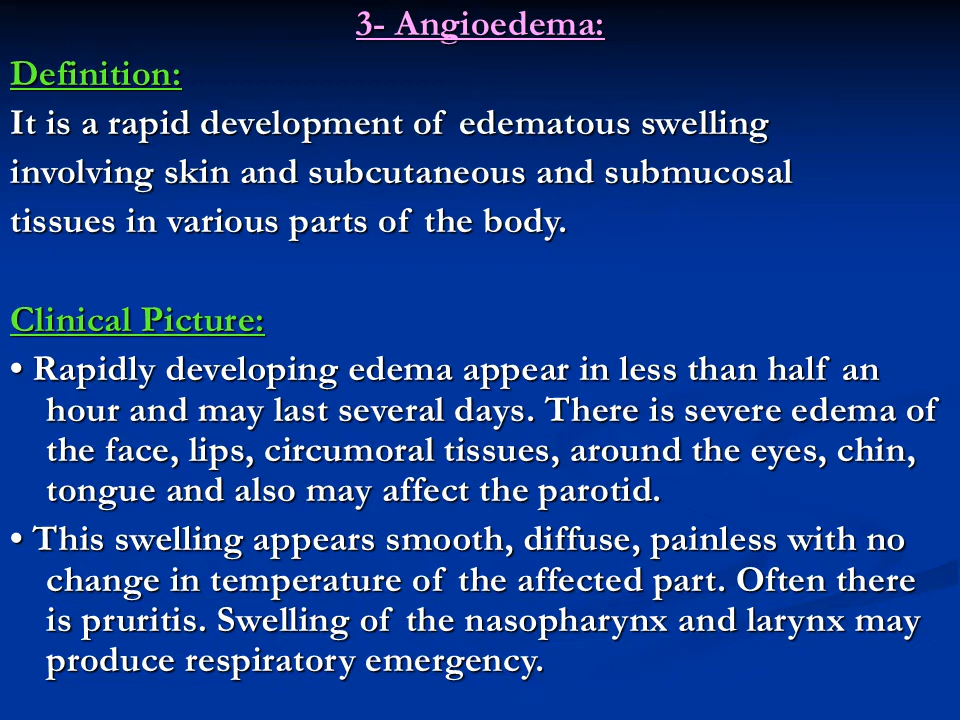 3- Angioedema:
Definition:
It is a rapid development of edematous swelling
involving skin and subcutaneous and submucosal
tissues in various parts of the body.
Clinical Picture:
• Rapidly developing edema appear in less than half an
hour and may last several days. There is severe edema of
the face, lips, circumoral tissues, around the eyes, chin,
tongue and also may affect the parotid.
• This swelling appears smooth, diffuse, painless with no
change in temperature of the affected part. Often there
is pruritis. Swelling of the nasopharynx and larynx may
produce respiratory emergency.